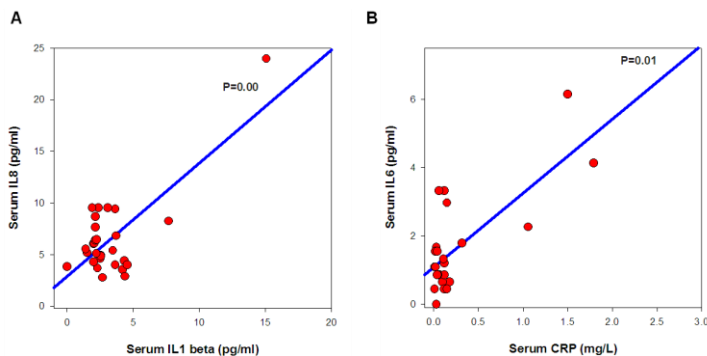 A
Serum IL8 (pg/ml)
25
20
15
10
5
0
P=0.00
0
5
10
15
20
Serum IL1 beta (pg/ml)
B
Serum IL6 (pg/ml)
6
4
2
0
P=0.01
0.0
0.5
1.0
1.5
2.0
2.5
3.0
Serum CRP (mg/L)